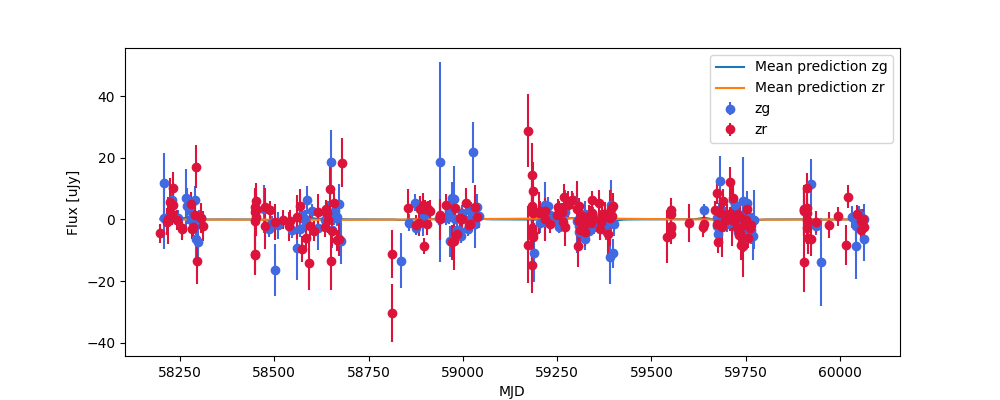 Mean prediction zg
Mean prediction zr
zg
zr
Flux [uJy]
40
20
0
−20
−40
58250
58500
58750
59000
59250
59500
59750
60000
MJD